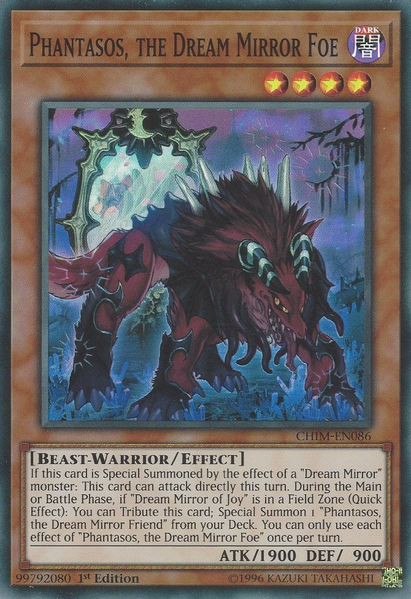 PHANTASOS, THE DREAM MIRROR FOE
DARK
闇
CHIM-EN086
[BEAST-WARRIOR/EFFECT]
If this card is Special Summoned by the effect of a "Dream Mirror"
monster: This card can attack directly this turn. During the Main
or Battle Phase, if "Dream Mirror of Joy" is in a Field Zone (Quick
Effect): You can Tribute this card; Special Summon 1 "Phantasos,
the Dream Mirror Friend" from your Deck. You can only use each
effect of "Phantasos, the Dream Mirror Foe" once per turn.
ATK/1900 DEF/ 900
99792080 1st Edition ©1996 KAZUKI TAKAHASHI